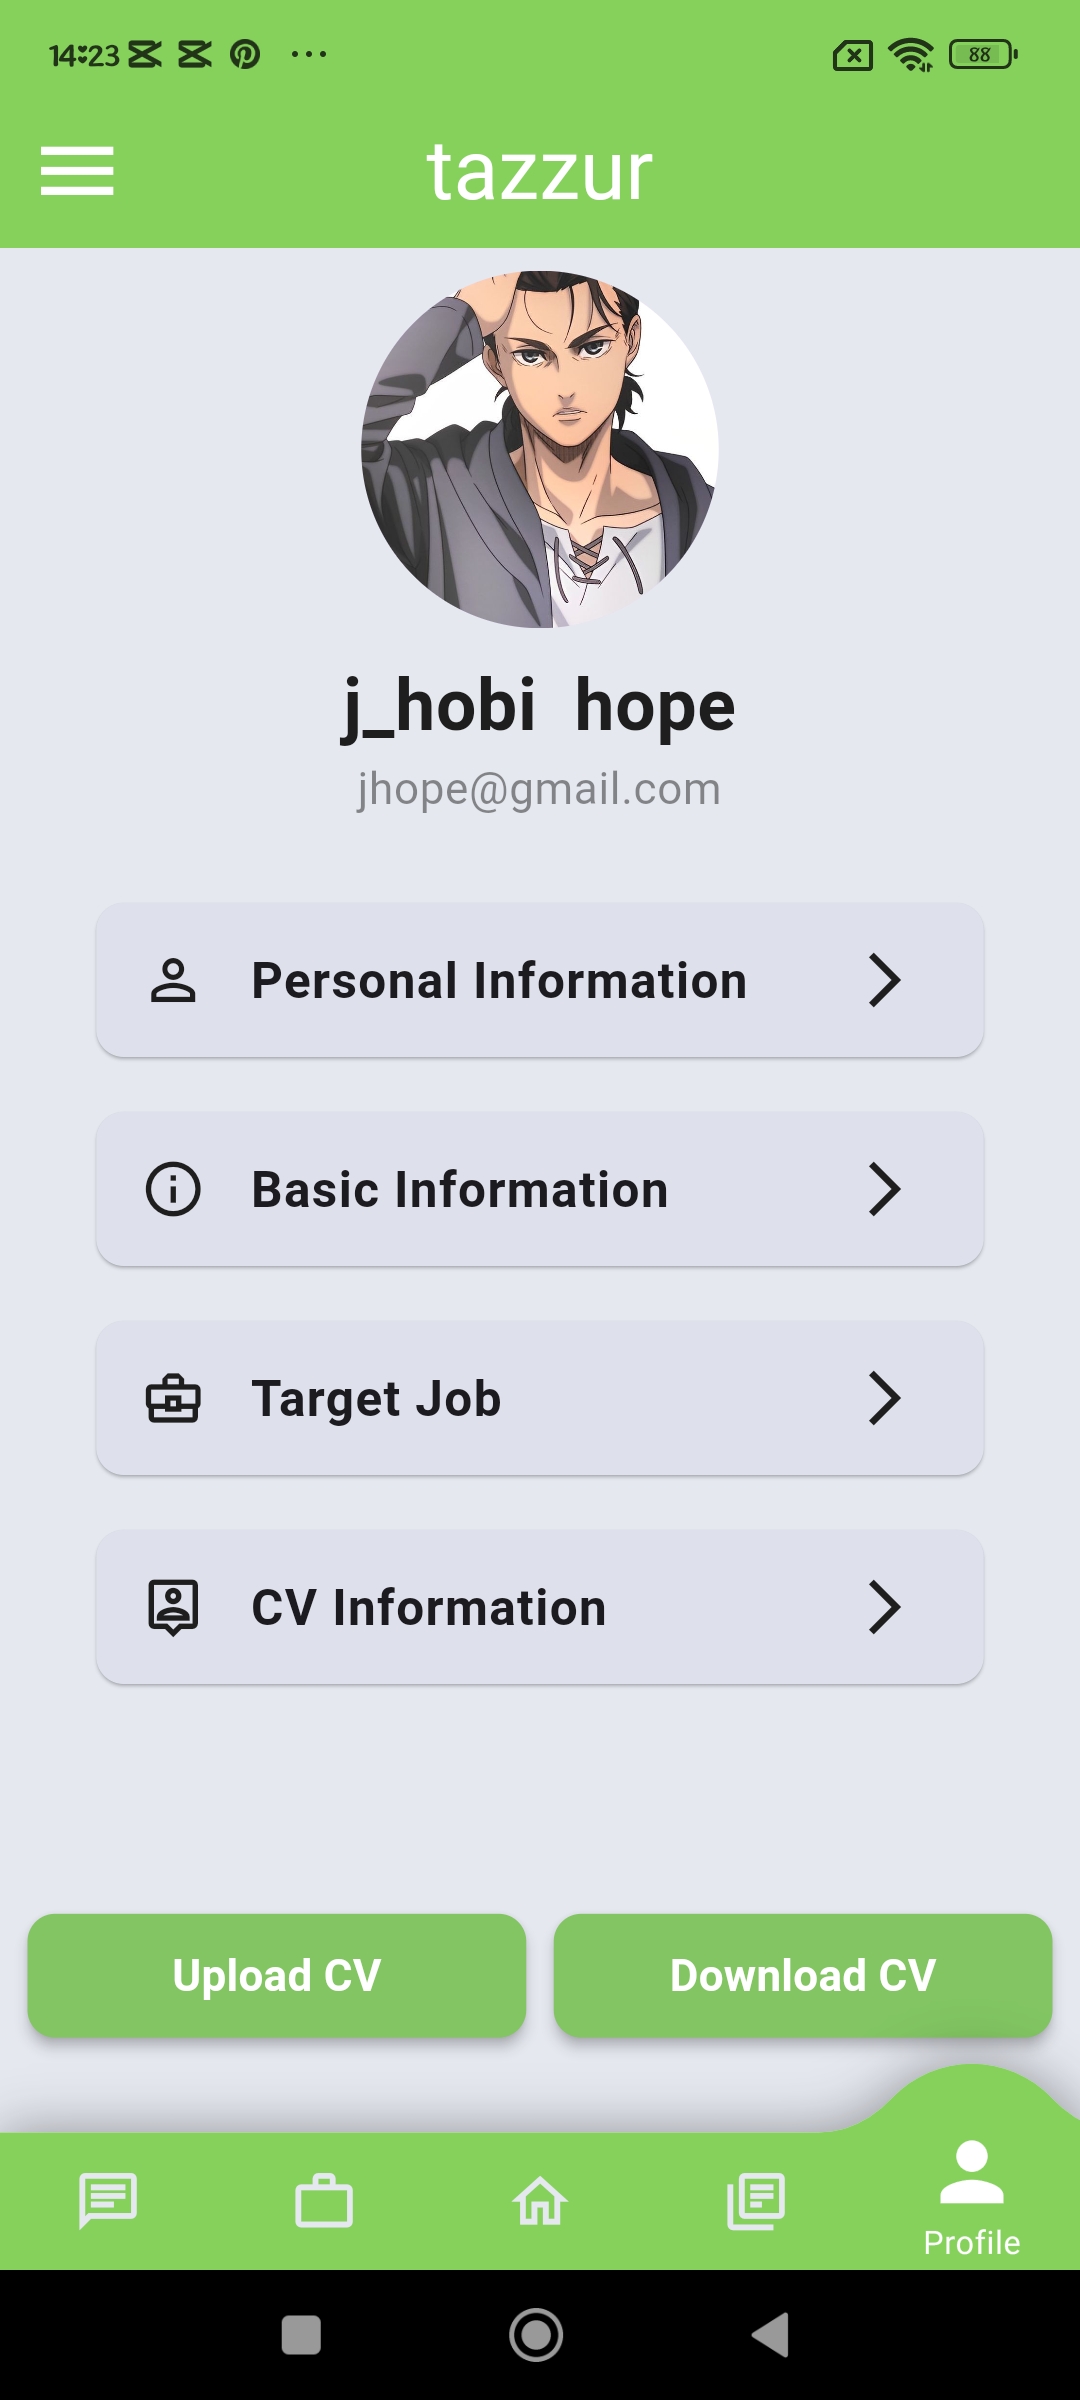 14:23
88
tazzur
j_hobi hope
jhope@gmail.com
Personal Information
Basic Information
Target Job
CV Information
Upload CV
Download CV
Profile